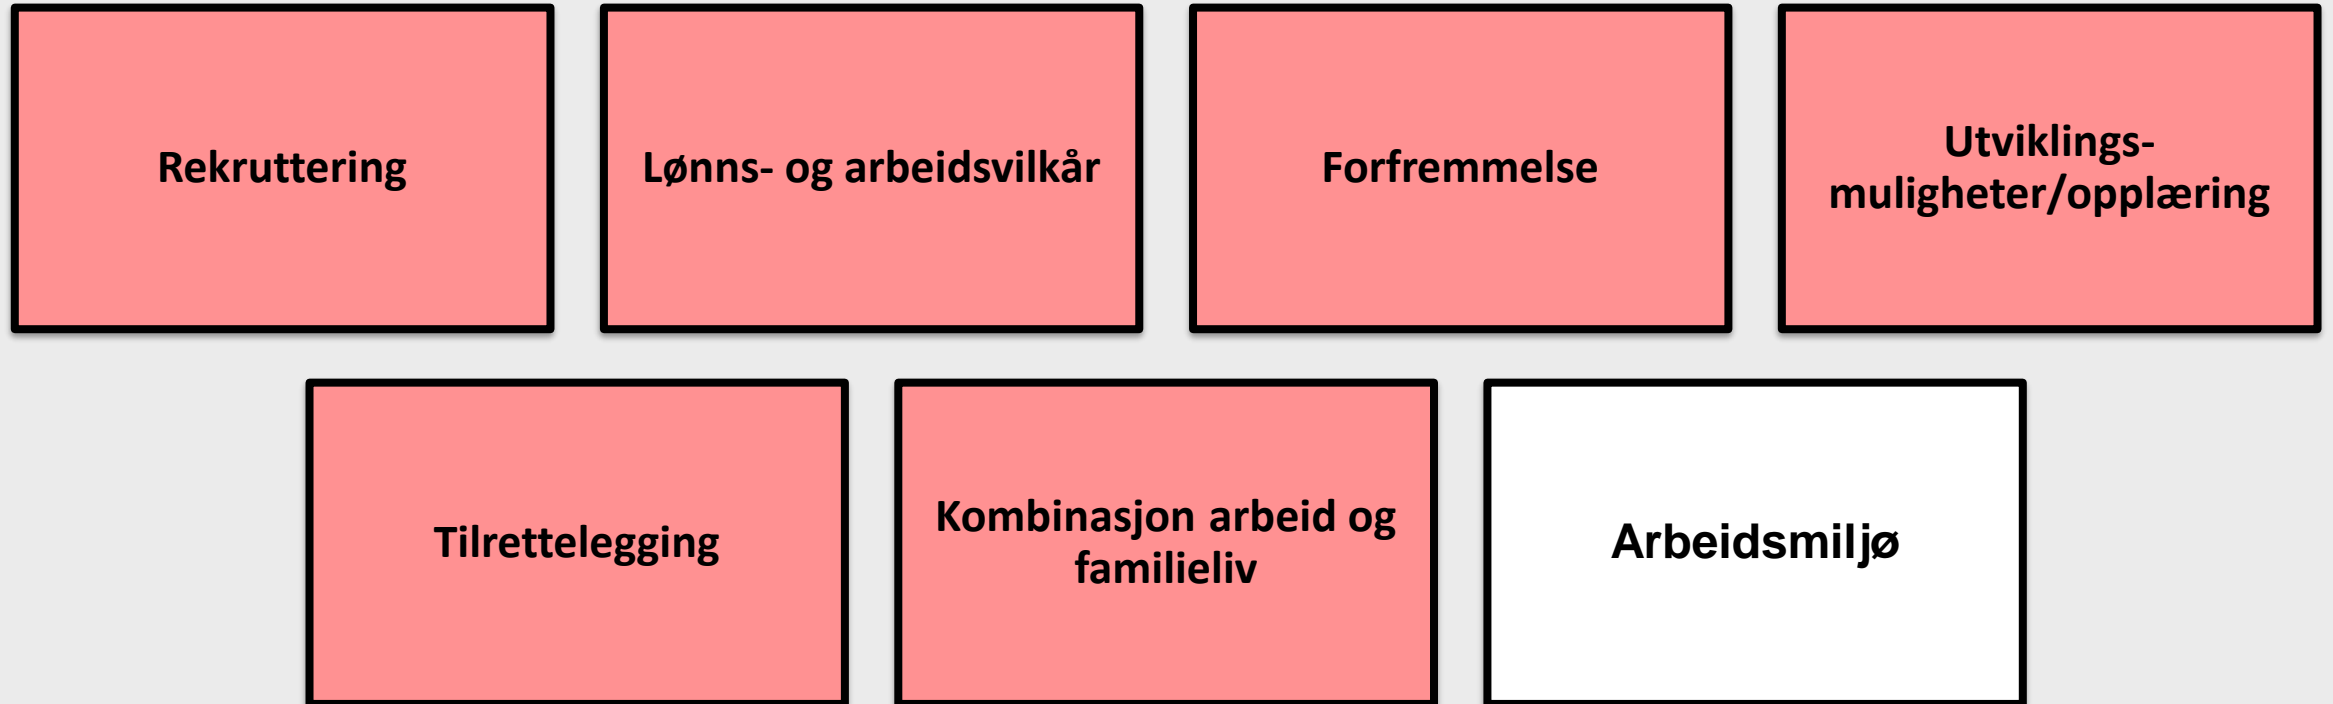 Rekruttering
Lønns- og arbeidsvilkår
Forfremmelse
Utviklings-
muligheter/opplæring
Tilrettelegging
Kombinasjon arbeid og
familieliv
Arbeidsmiljø